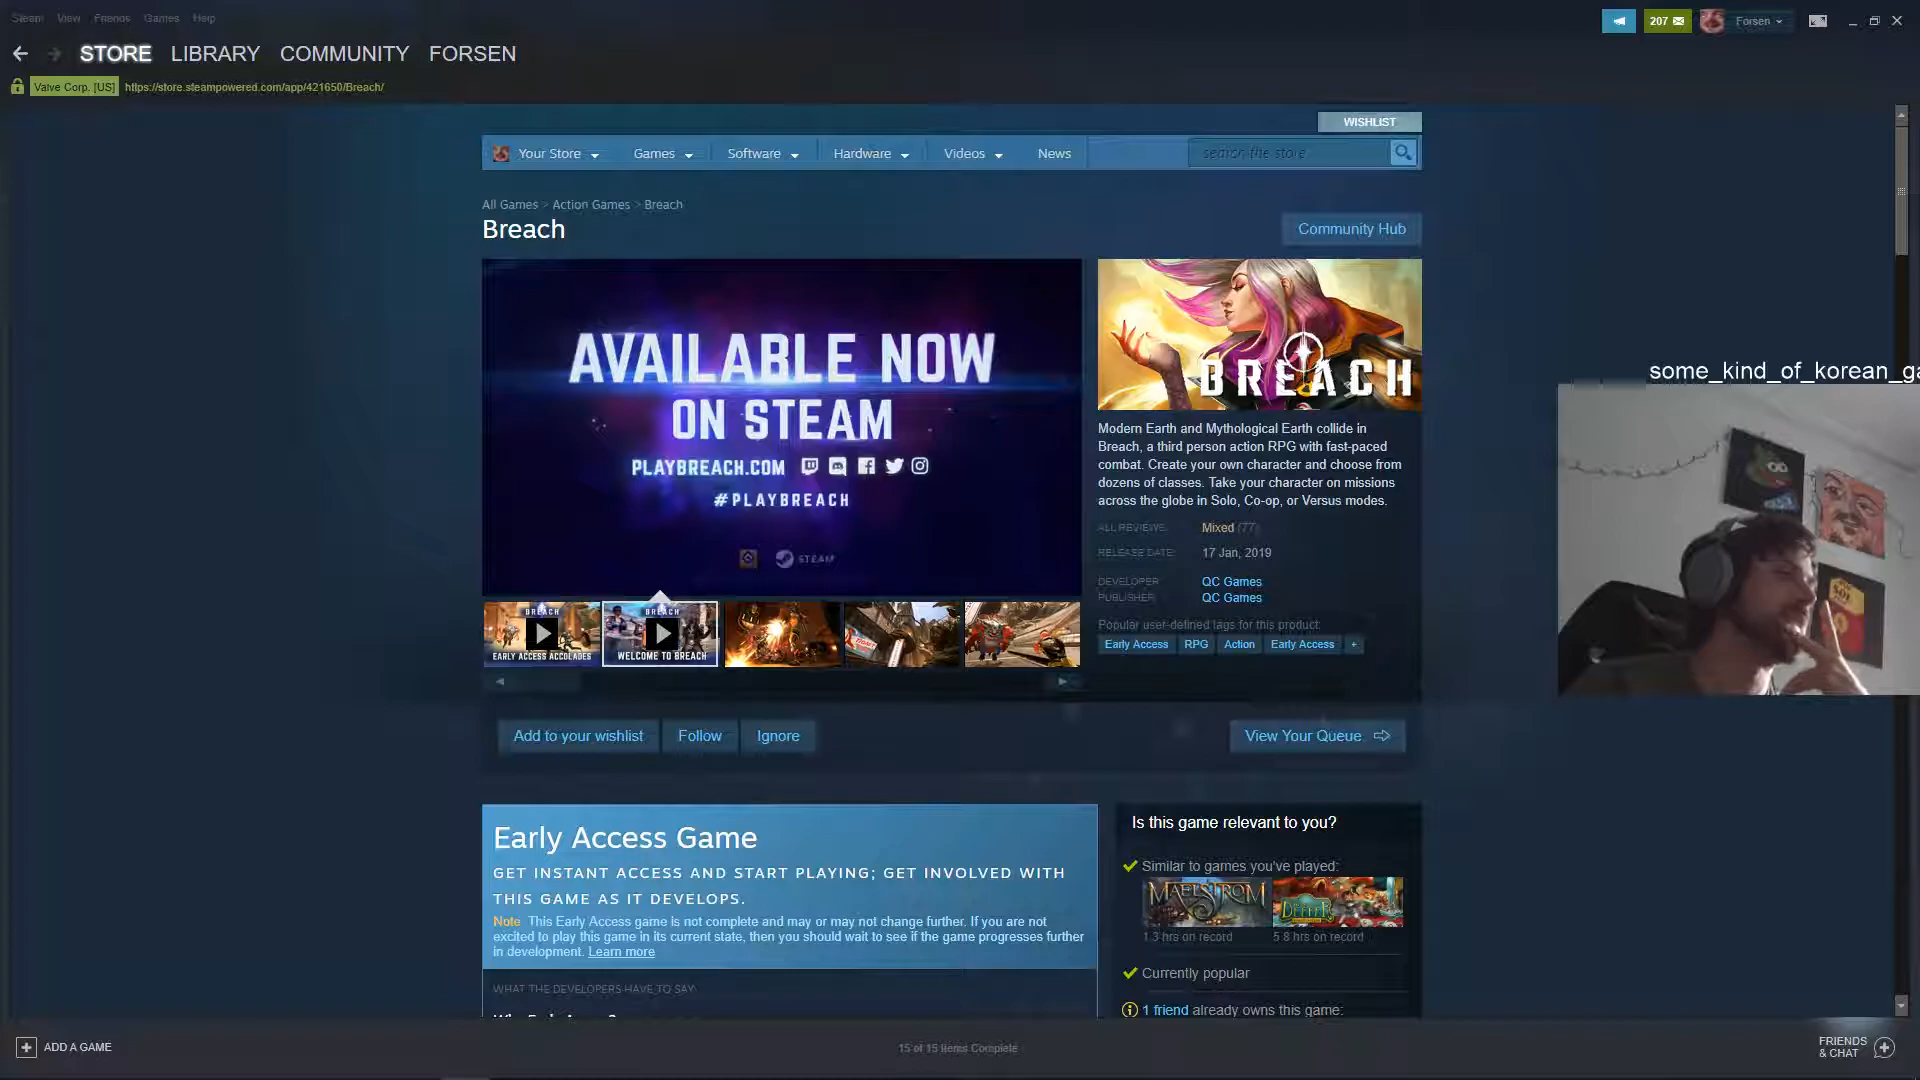 Steam View Friends Games Help
207
Forsen
STORE LIBRARY COMMUNITY FORSEN
Valve Corp. [US] https://store.steampowered.com/app/421650/Breach/
WISHLIST
Your Store Games Software Hardware Videos News search the store
All Games > Action Games > Breach
Breach
Community Hub
AVAILABLE NOW
ON STEAM
PLAYBREACH.COM
#PLAYBREACH
STEAM
BREACH
EARLY ACCESS ACCOLADES
BREACH
WELCOME TO BREACH
BREACH
Modern Earth and Mythological Earth collide in
Breach, a third person action RPG with fast-paced
combat. Create your own character and choose from
dozens of classes. Take your character on missions
across the globe in Solo, Co-op, or Versus modes.
ALL REVIEWS: Mixed (77)
RELEASE DATE: 17 Jan, 2019
DEVELOPER: QC Games
PUBLISHER: QC Games
Popular user-defined tags for this product:
Early Access RPG Action Early Access +
some_kind_of_korean_ga
Add to your wishlist Follow Ignore
View Your Queue
Early Access Game
GET INSTANT ACCESS AND START PLAYING; GET INVOLVED WITH
THIS GAME AS IT DEVELOPS.
Note: This Early Access game is not complete and may or may not change further. If you are not
excited to play this game in its current state, then you should wait to see if the game progresses further
in development. Learn more
WHAT THE DEVELOPERS HAVE TO SAY:
Is this game relevant to you?
Similar to games you've played:
MAELSTROM
1.3 hrs on record 5.8 hrs on record
Currently popular
1 friend already owns this game:
ADD A GAME
15 of 15 Items Complete
FRIENDS
& CHAT